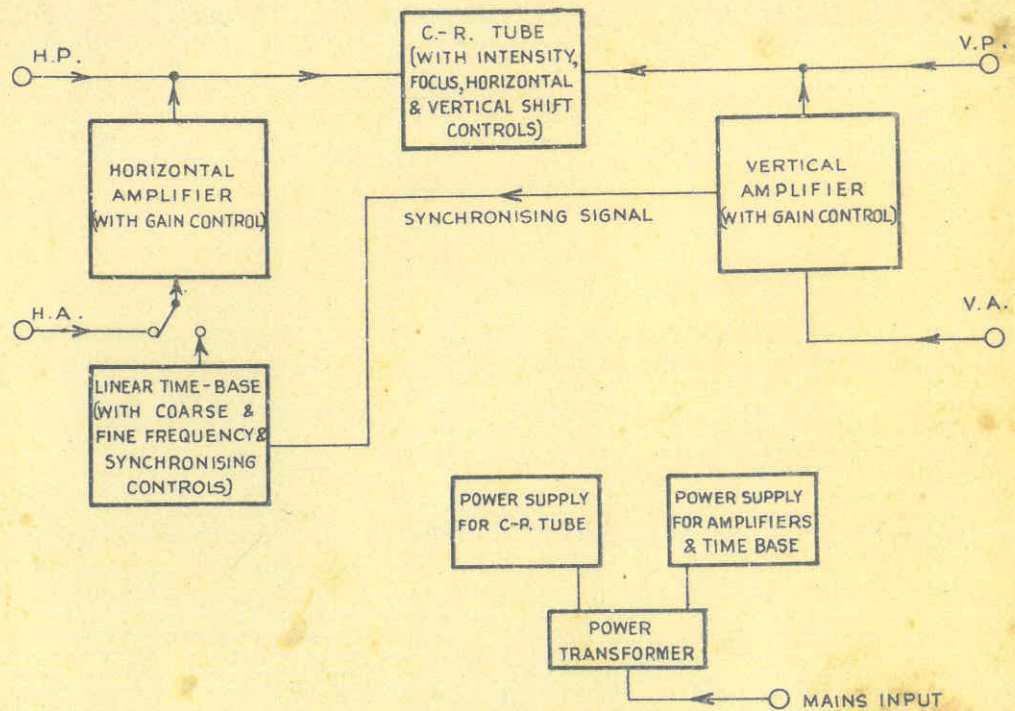 H.P.
C.-R. TUBE
(WITH INTENSITY,
FOCUS, HORIZONTAL
& VERTICAL SHIFT
CONTROLS)
V.P.
HORIZONTAL
AMPLIFIER
(WITH GAIN CONTROL)
VERTICAL
AMPLIFIER
(WITH GAIN CONTROL)
SYNCHRONISING SIGNAL
H.A.
V.A.
LINEAR TIME-BASE
(WITH COARSE &
FINE FREQUENCY &
SYNCHRONISING
CONTROLS)
POWER SUPPLY
FOR C-R. TUBE
POWER SUPPLY
FOR AMPLIFIERS
& TIME BASE
POWER
TRANSFORMER
MAINS INPUT